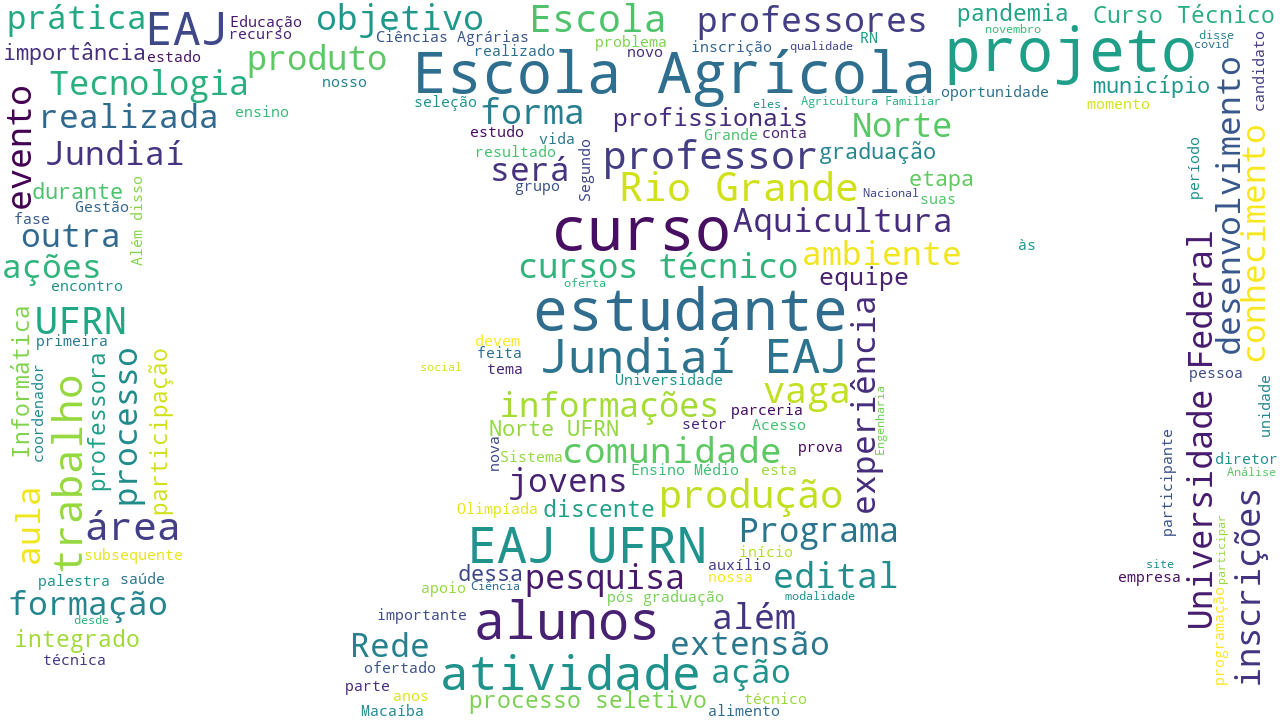 prática
EAJ
Educação
recurso
objetivo
Ciências Agrárias
Escola
professores
pandemia
Curso Técnico
novembro
importância
estado
produto
realizado
problema
novo
inscrição
qualidade
RN
projeto
disse
covid
candidato
Tecnologia
nosso
Escola Agrícola
oportunidade
município
momento
evento
realizada
ensino
seleção
forma
eles
Agricultura Familiar
profissionais
Norte
estudo
vida
Grande
conta
Jundiaí
resultado
será
Segundo
professor
graduação
período
desenvolvimento
conhecimento
durante
Gestão
Além disso
grupo
Rio Grande
Nacional
etapa
suas
fase
outra
curso
Aquicultura
às
ações
encontro
cursos técnico
oferta
ambiente
equipe
UFRN
primeira
estudante
experiência
Universidade Federal
Informática
coordenador
trabalho
professora
processo
participação
devem
feita
tema
social
Jundiaí EAJ
Universidade
vaga
pessoa
unidade
informações
parceria
Engenharia
Norte UFRN
setor
Acesso
nova
Sistema
comunidade
prova
participante
diretor
Análise
Ensino Médio
esta
jovens
produção
aula
área
Olimpíada
discente
inscrições
subsequente
EAJ UFRN
Programa
início
palestra
saúde
dessa
apoio
Ciência
pesquisa
auxílio
nossa
edital
site
empresa
participar
programação
formação
desde
pós graduação
modalidade
importante
alunos
além
integrado
técnica
Rede
extensão
ofertado
parte
atividade
ação
anos
Macaíba
processo seletivo
técnico
alimento